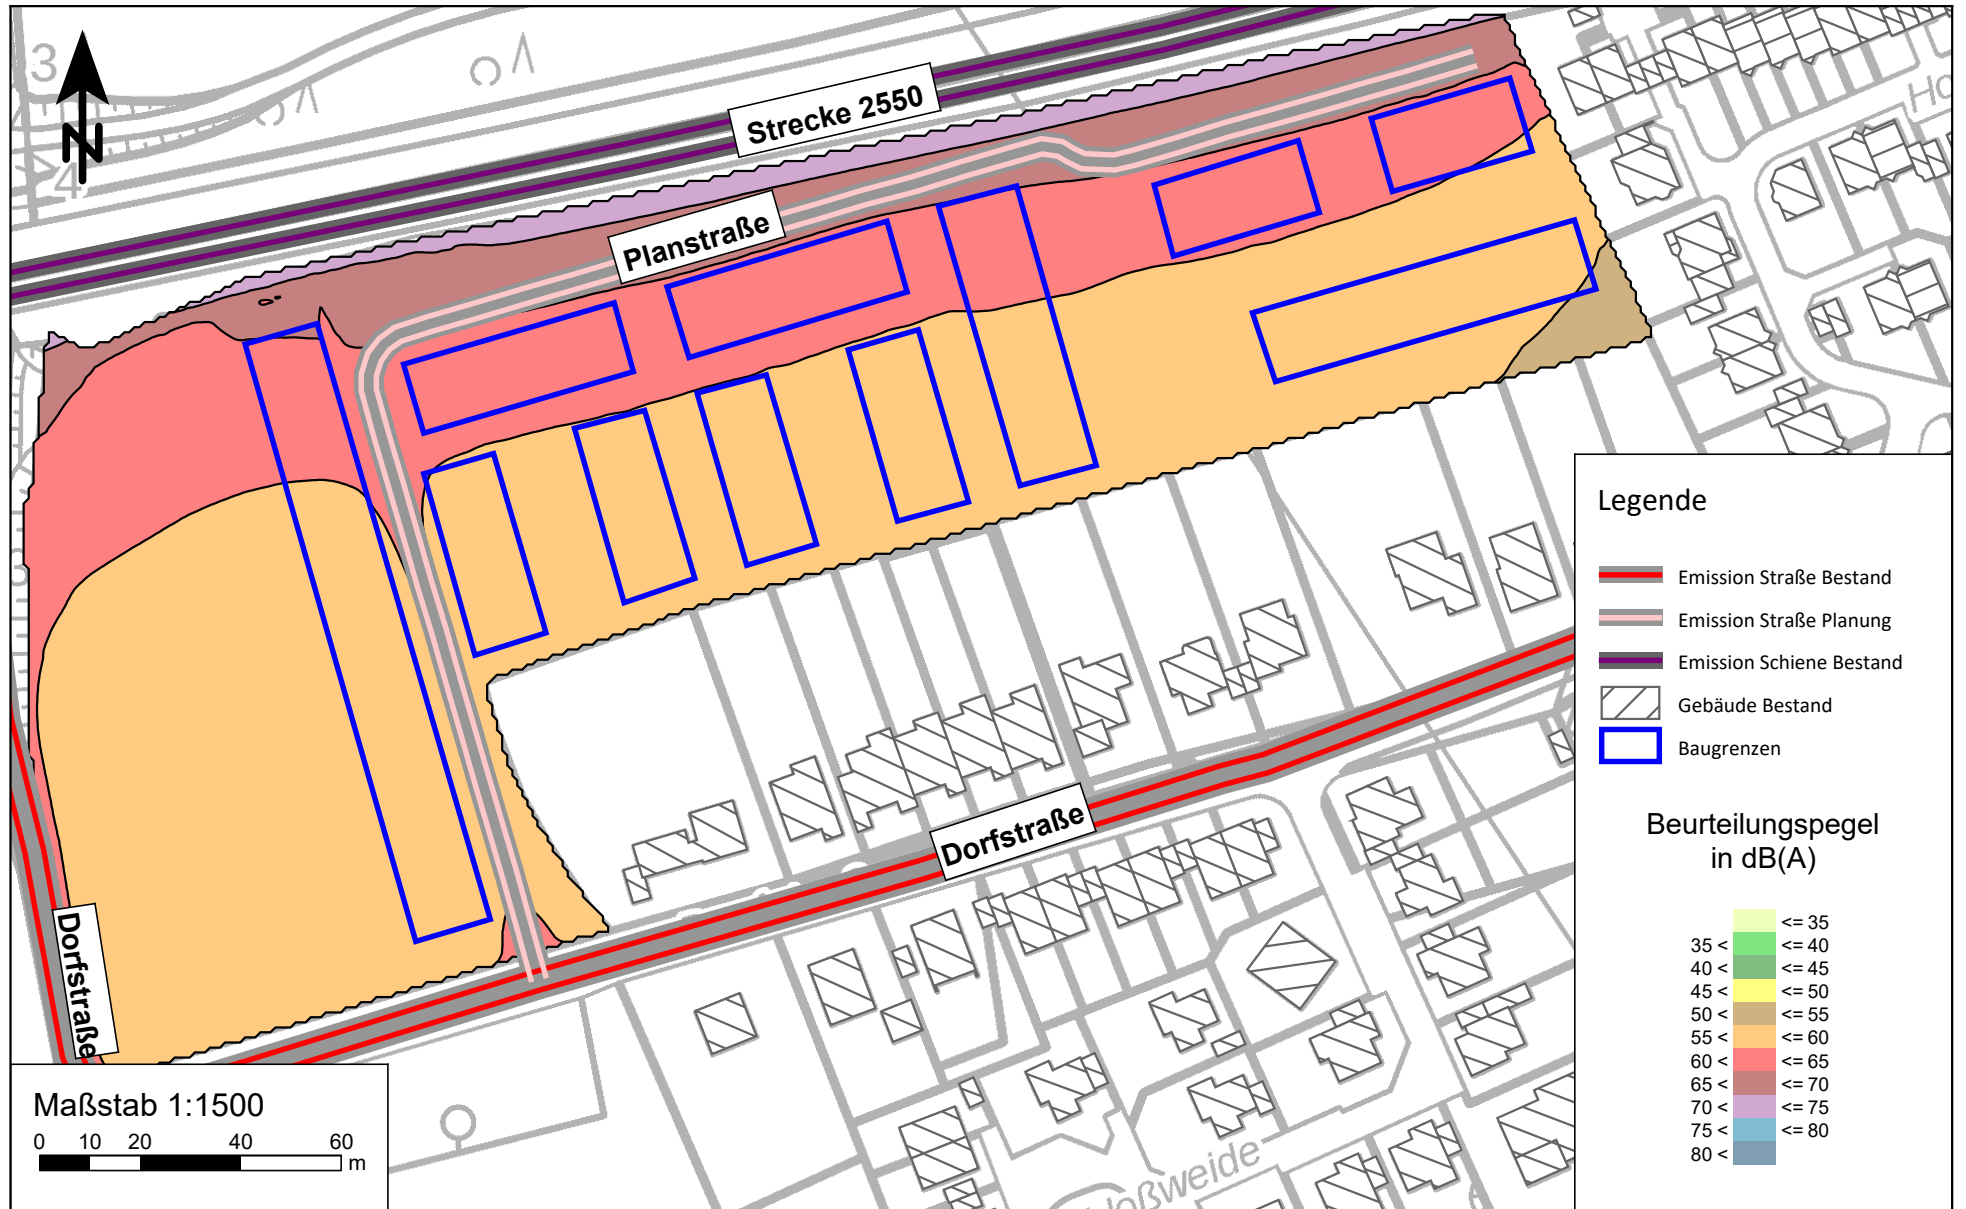 3
4
N
Strecke 2550
Planstraße
Dorfstraße
Dorfstraße
Legende
Emission Straße Bestand
Emission Straße Planung
Emission Schiene Bestand
Gebäude Bestand
Baugrenzen
Beurteilungspegel
in dB(A)
<= 35
35 < <= 40
40 < <= 45
45 < <= 50
50 < <= 55
55 < <= 60
60 < <= 65
65 < <= 70
70 < <= 75
75 < <= 80
80 <
Maßstab 1:1500
0 10 20 40 60
m